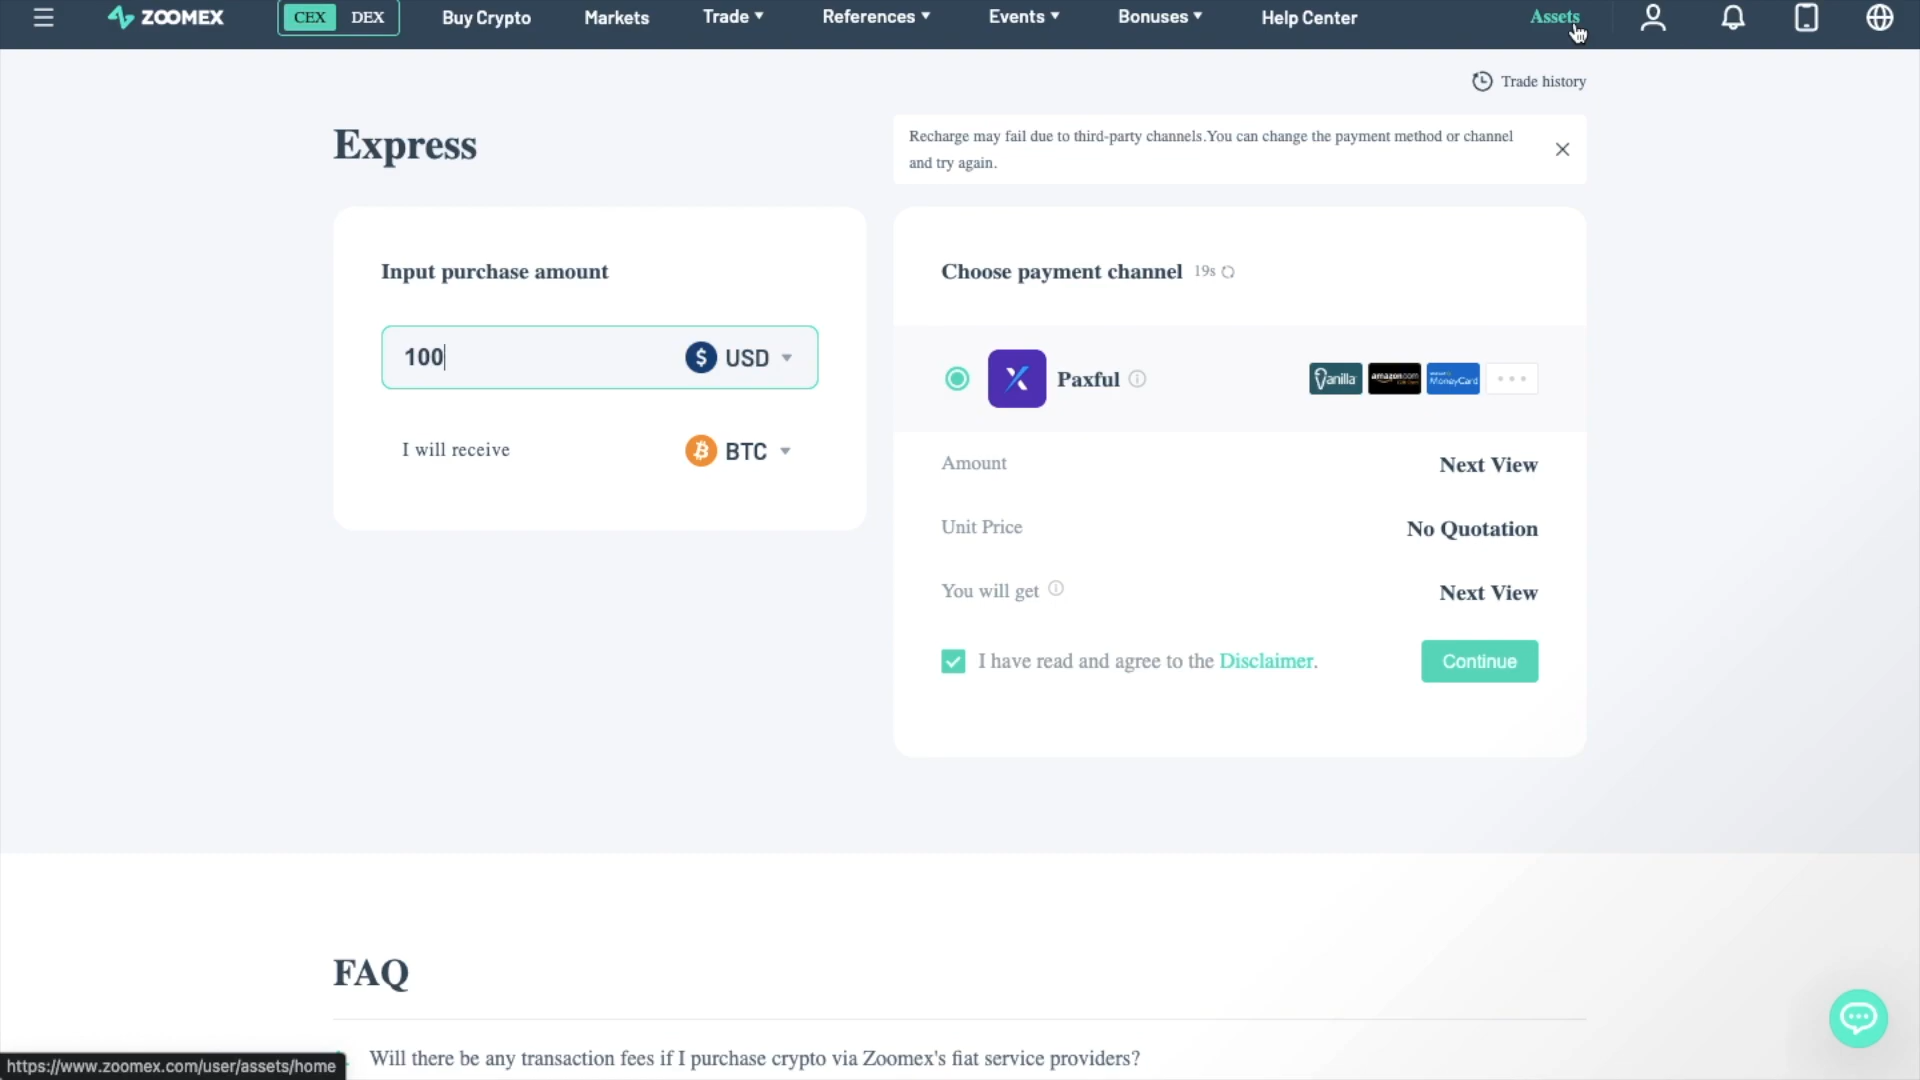 ZOOMEX
CEX DEX
Buy Crypto
Markets
Trade
References
Events
Bonuses
Help Center
Assets
Trade history
Express
Recharge may fail due to third-party channels.You can change the payment method or channel
and try again.
Input purchase amount
100
$ USD
I will receive
BTC
Choose payment channel 19s
Paxful
Vanilla
amazon.com
MoneyCard
Amount
Next View
Unit Price
No Quotation
You will get
Next View
I have read and agree to the Disclaimer.
Continue
FAQ
Will there be any transaction fees if I purchase crypto via Zoomex's fiat service providers?
https://www.zoomex.com/user/assets/home